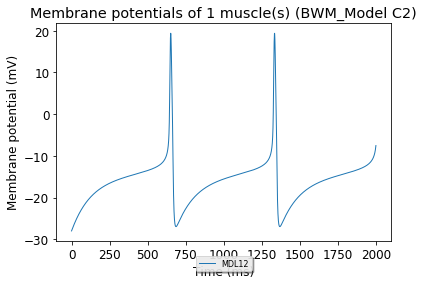 Membrane potentials of 1 muscle(s) (BWM_Model C2)
Membrane potential (mV)
20
10
0
−10
−20
−30
0 250 500 750 1000 1250 1500 1750 2000
Time (ms)
MDL12